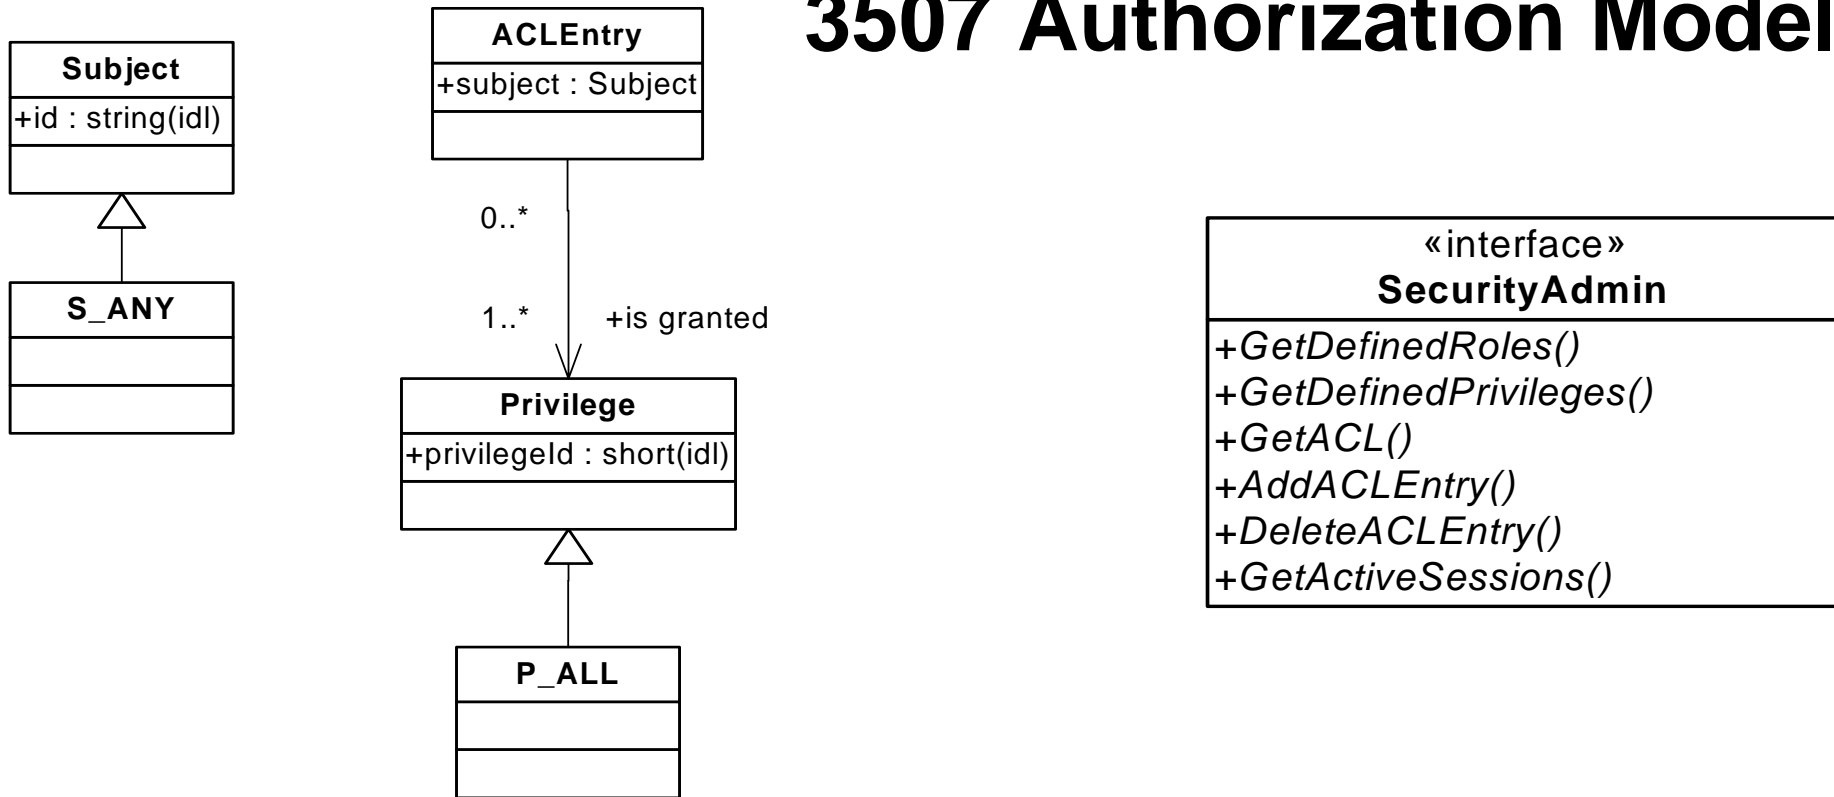 3507 Authorization Model
Subject
+id : string(idl)
S_ANY
ACLEntry
+subject : Subject
0..*
1..*
+is granted
Privilege
+privilegeId : short(idl)
P_ALL
«interface»
SecurityAdmin
+GetDefinedRoles()
+GetDefinedPrivileges()
+GetACL()
+AddACLEntry()
+DeleteACLEntry()
+GetActiveSessions()